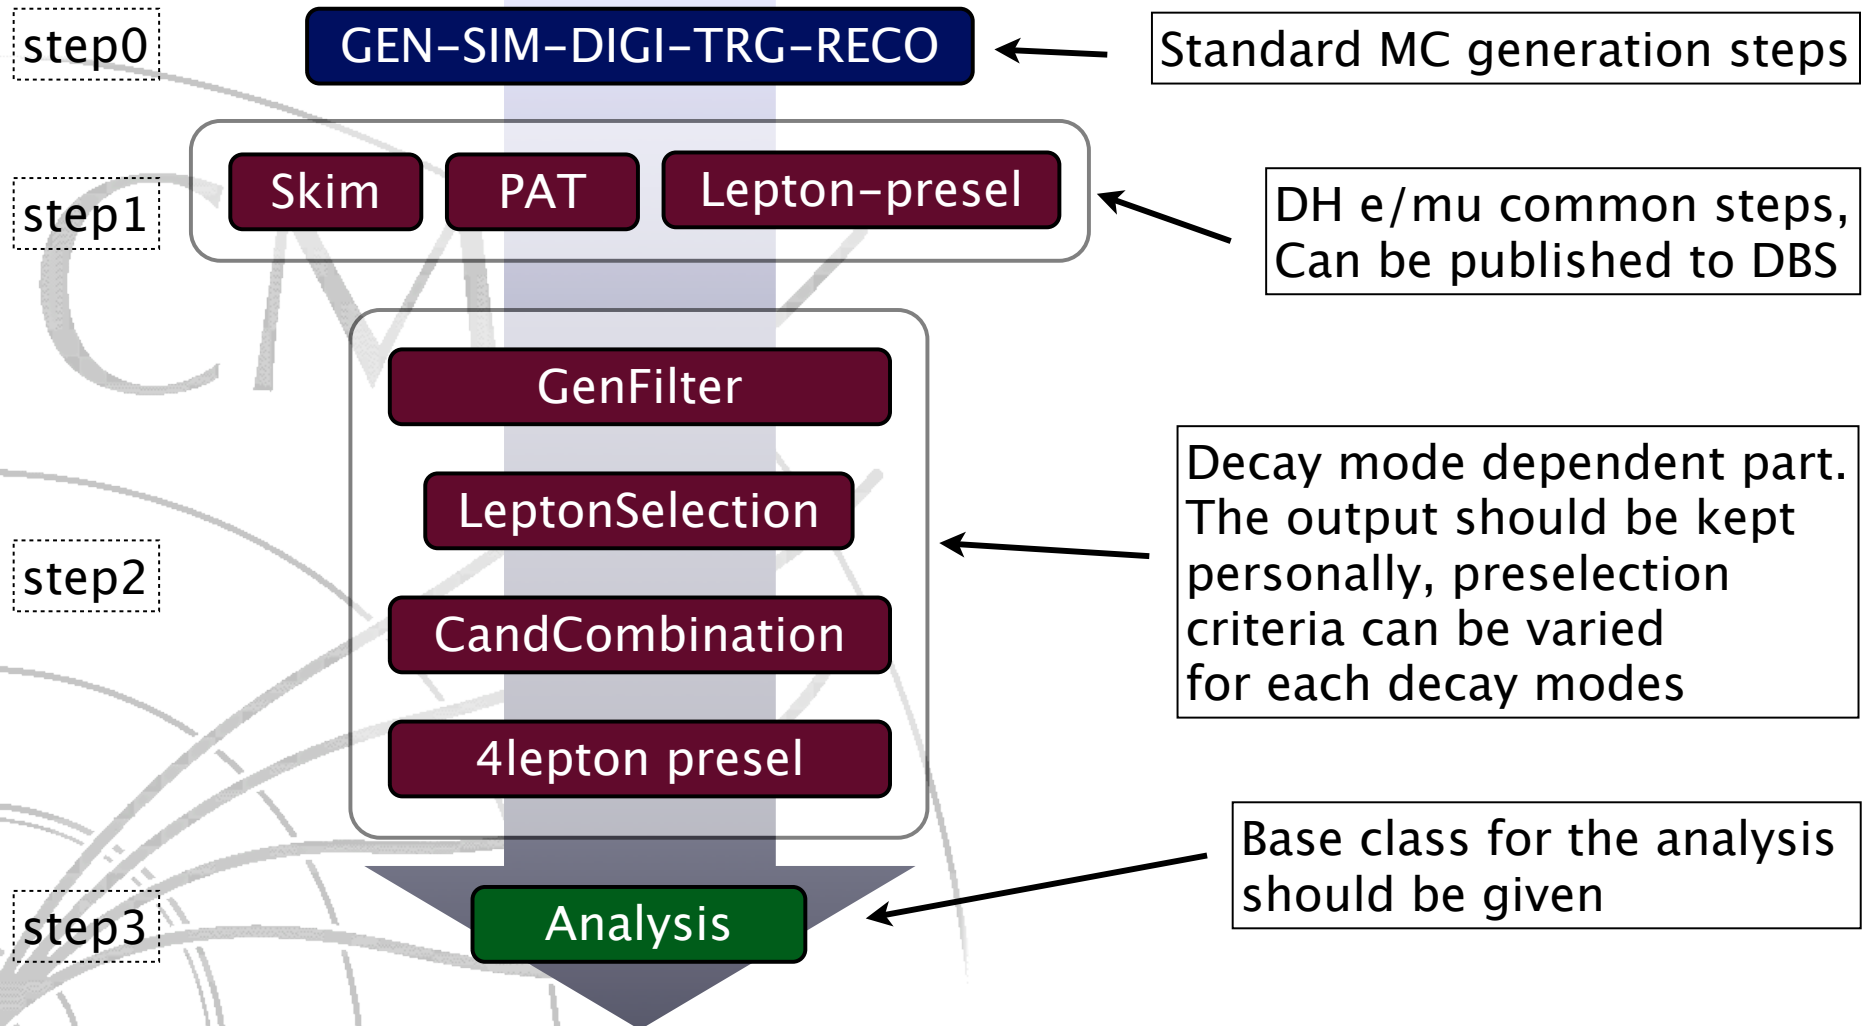 step0
GEN-SIM-DIGI-TRG-RECO
Standard MC generation steps
step1
Skim
PAT
Lepton-presel
DH e/mu common steps,
Can be published to DBS
CM
step2
GenFilter
LeptonSelection
CandCombination
4lepton presel
Decay mode dependent part.
The output should be kept
personally, preselection
criteria can be varied
for each decay modes
step3
Analysis
Base class for the analysis
should be given